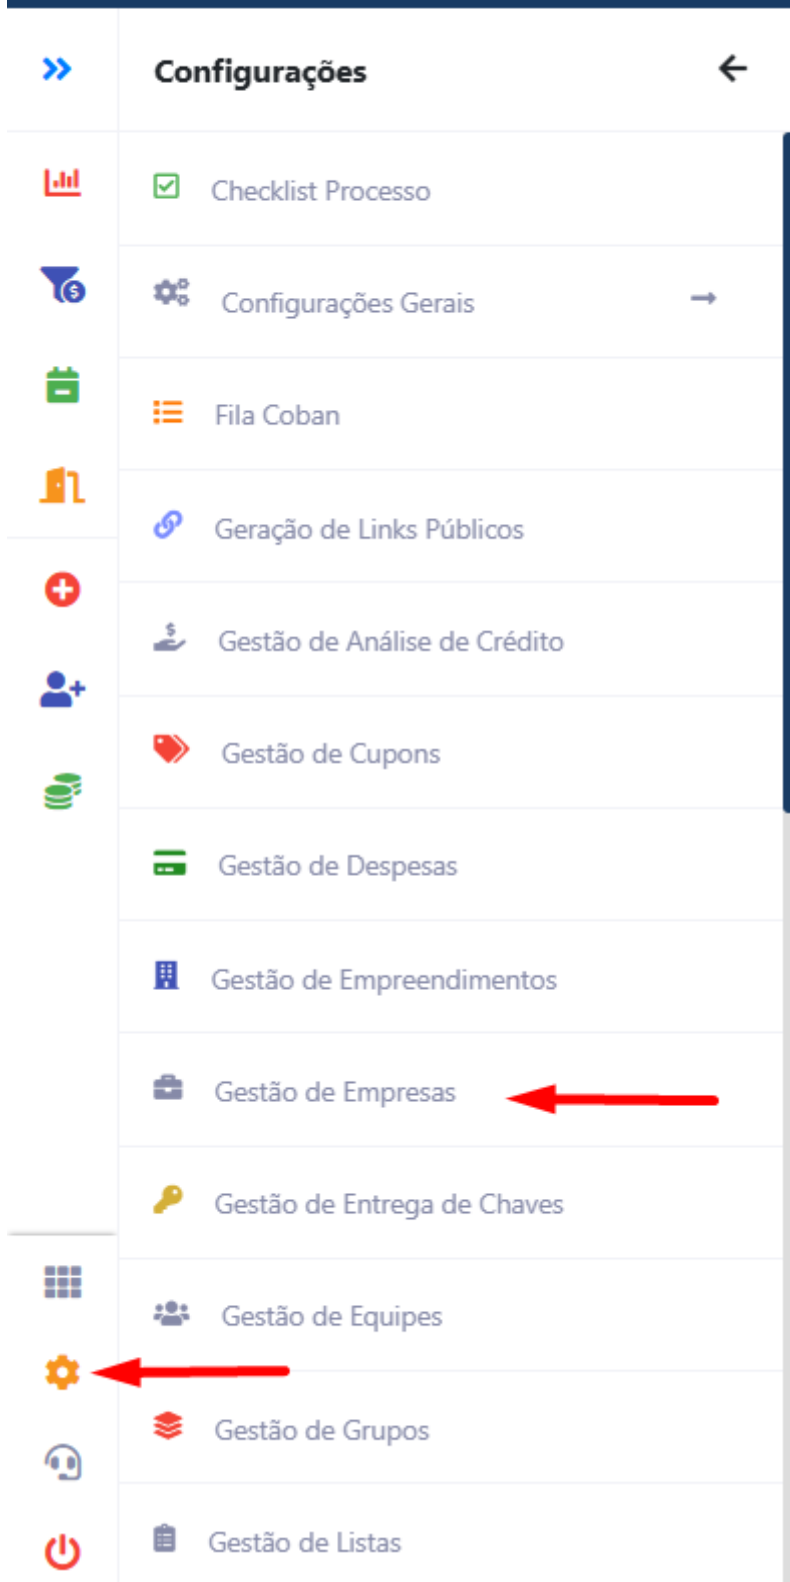 Configurações
Checklist Processo
Configurações Gerais
Fila Coban
Geração de Links Públicos
Gestão de Análise de Crédito
Gestão de Cupons
Gestão de Despesas
Gestão de Empreendimentos
Gestão de Empresas
Gestão de Entrega de Chaves
Gestão de Equipes
Gestão de Grupos
Gestão de Listas